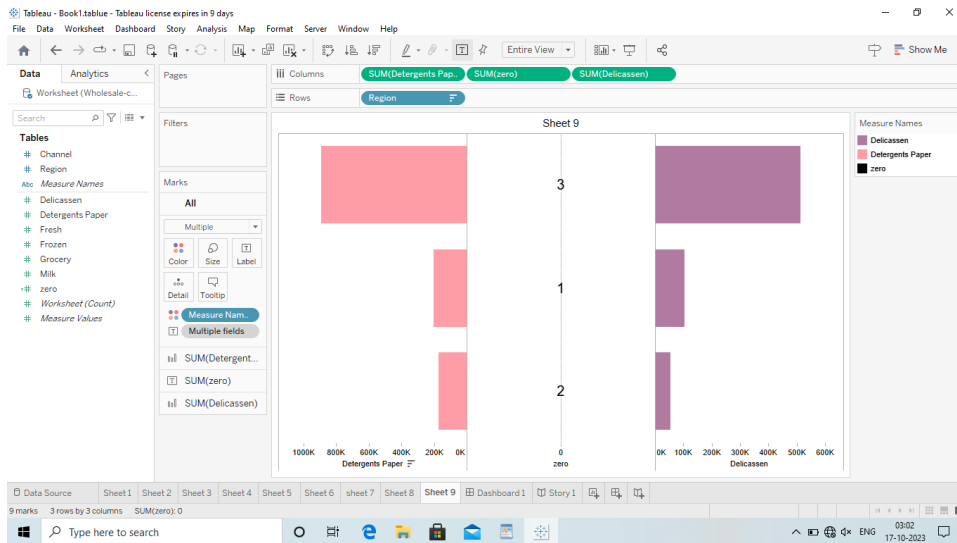 Tableau - Book1.tablue - Tableau license expires in 9 days
File Data Worksheet Dashboard Story Analysis Map Format Server Window Help
Entire View
Show Me
Data Analytics
Worksheet (Wholesale-c...
Search
Tables
# Channel
# Region
Abc Measure Names
# Delicassen
# Detergents Paper
# Fresh
# Frozen
# Grocery
# Milk
=# zero
# Worksheet (Count)
# Measure Values
Pages
Filters
Marks
All
Multiple
Color Size Label
Detail Tooltip
Measure Nam..
Multiple fields
SUM(Detergent...
SUM(zero)
SUM(Delicassen)
Columns SUM(Detergents Pap.. SUM(zero) SUM(Delicassen)
Rows Region
Sheet 9
3
1
2
1000K 800K 600K 400K 200K 0K 0 0K 100K 200K 300K 400K 500K 600K
Detergents Paper zero Delicassen
Measure Names
Delicassen
Detergents Paper
zero
Data Source Sheet 1 Sheet 2 Sheet 3 Sheet 4 Sheet 5 Sheet 6 sheet 7 Sheet 8 Sheet 9 Dashboard 1 Story 1
9 marks 3 rows by 3 columns SUM(zero): 0
Type here to search
ENG
03:02
17-10-2023